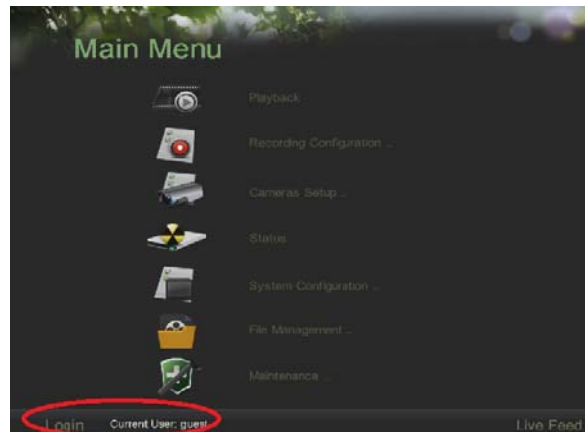 Main Menu
Playback
Recording Configuration ...
Cameras Setup ...
Status
System Configuration ...
File Management ...
Maintenance ...
Login Current User: guest Live Feed